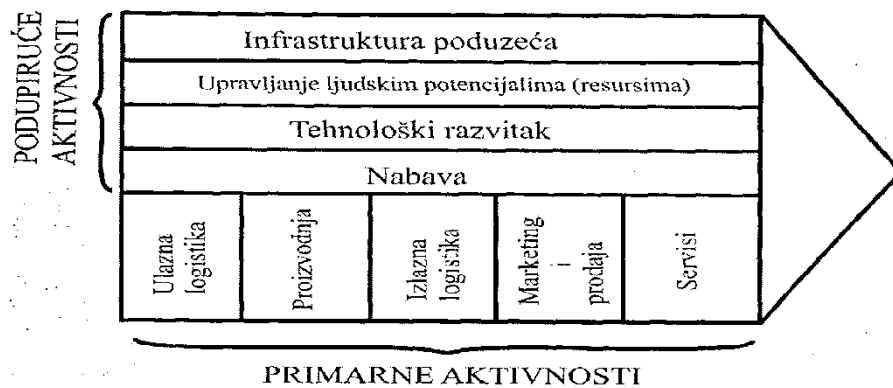 PODUPIRUĆE
AKTIVNOSTI
Infrastruktura poduzeća
Upravljanje ljudskim potencijalima (resursima)
Tehnološki razvitak
Nabava
Ulazna
logistika
Proizvodnja
Izlazna
logistika
Marketing
i
prodaja
Servisi
PRIMARNE AKTIVNOSTI